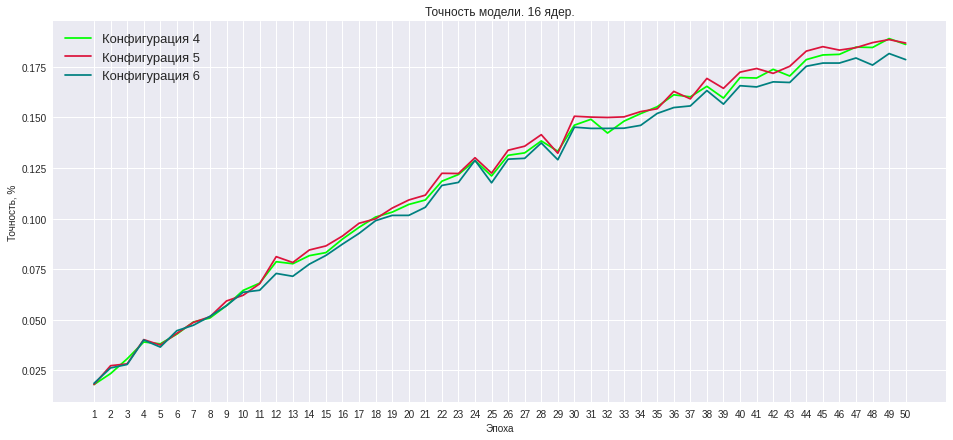 Точность модели. 16 ядер.
Конфигурация 4
Конфигурация 5
Конфигурация 6
Точность, %
0.175
0.150
0.125
0.100
0.075
0.050
0.025
1 2 3 4 5 6 7 8 9 10 11 12 13 14 15 16 17 18 19 20 21 22 23 24 25 26 27 28 29 30 31 32 33 34 35 36 37 38 39 40 41 42 43 44 45 46 47 48 49 50
Эпоха